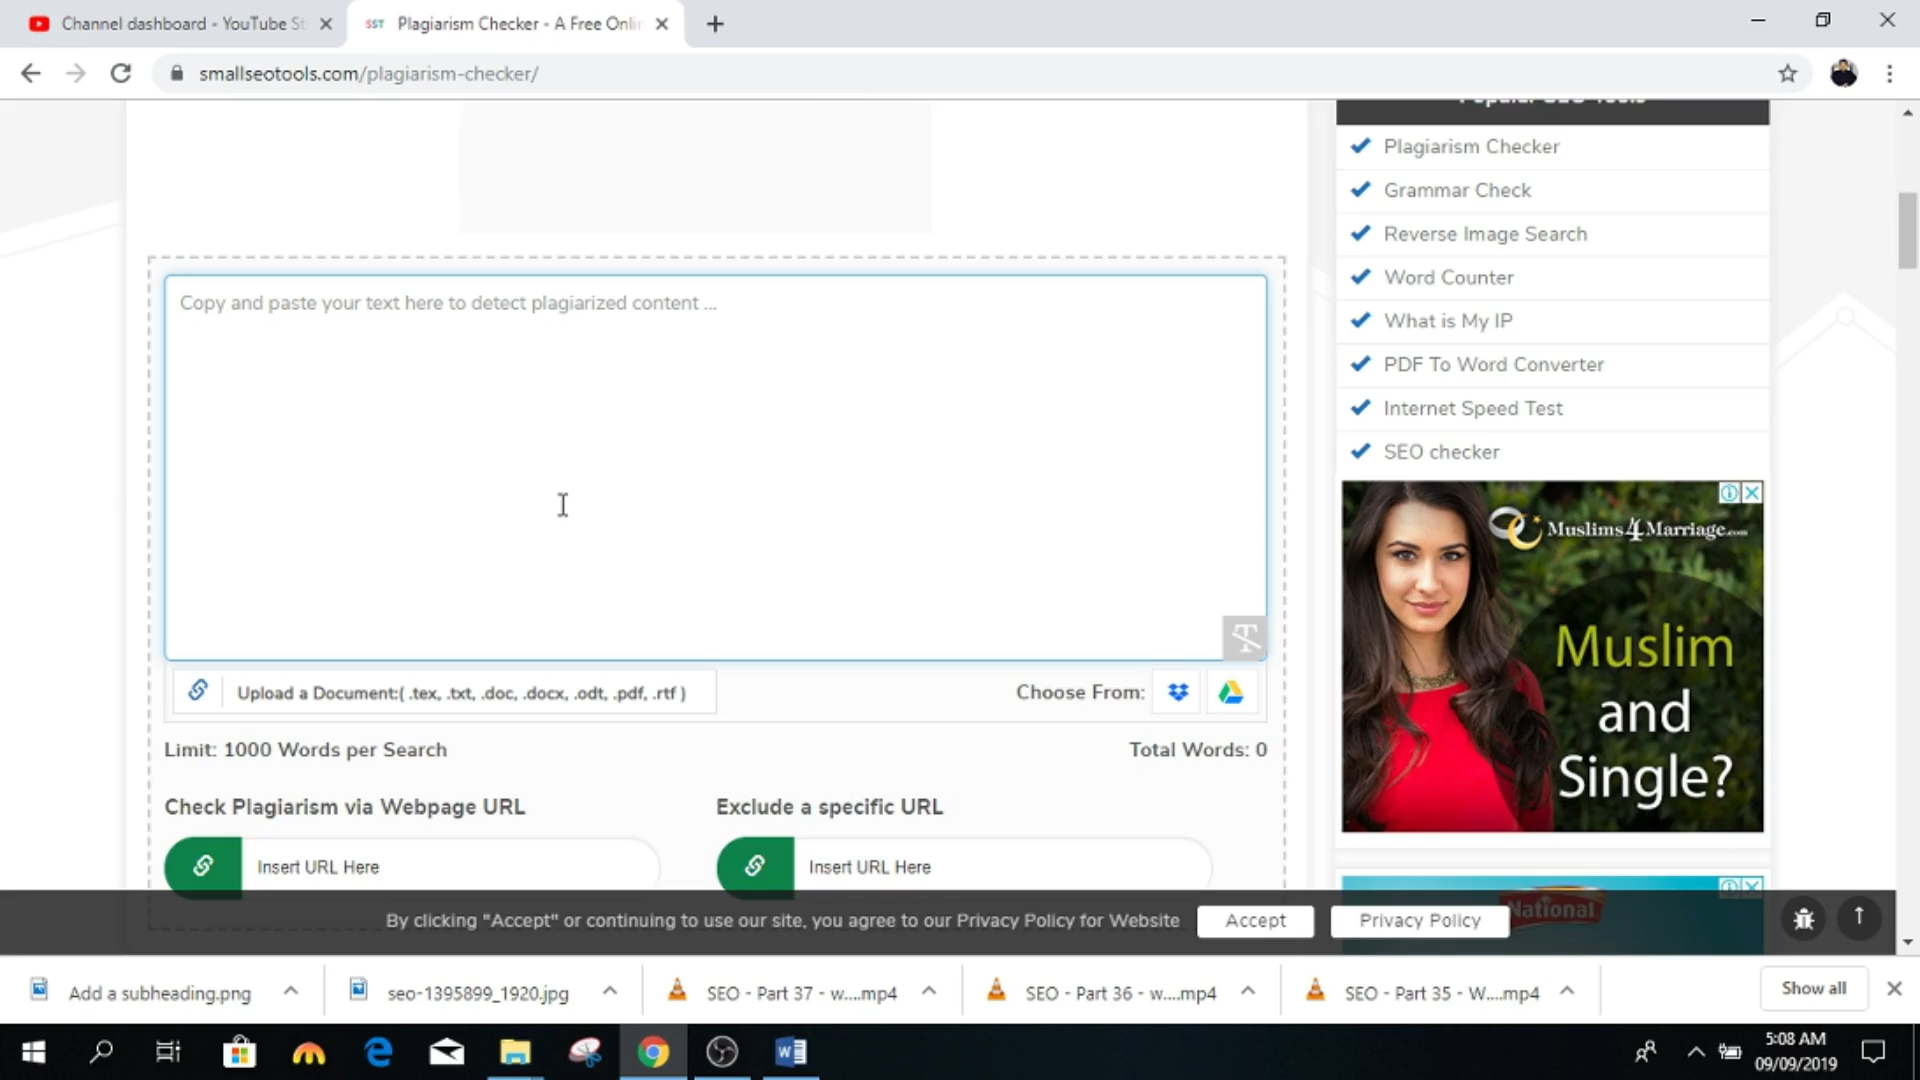 Channel dashboard - YouTube St
SST Plagiarism Checker - A Free Onli
smallseotools.com/plagiarism-checker/
Popular SEO Tools
Plagiarism Checker
Grammar Check
Reverse Image Search
Word Counter
What is My IP
PDF To Word Converter
Internet Speed Test
SEO checker
Copy and paste your text here to detect plagiarized content ...
Upload a Document:( .tex, .txt, .doc, .docx, .odt, .pdf, .rtf )
Choose From:
Limit: 1000 Words per Search
Total Words: 0
Check Plagiarism via Webpage URL
Exclude a specific URL
Insert URL Here
Insert URL Here
Muslims4Marriage.com
Muslim
and
Single?
National
By clicking "Accept" or continuing to use our site, you agree to our Privacy Policy for Website
Accept
Privacy Policy
Add a subheading.png
seo-1395899_1920.jpg
SEO - Part 37 - w....mp4
SEO - Part 36 - w....mp4
SEO - Part 35 - W....mp4
Show all
5:08 AM
09/09/2019